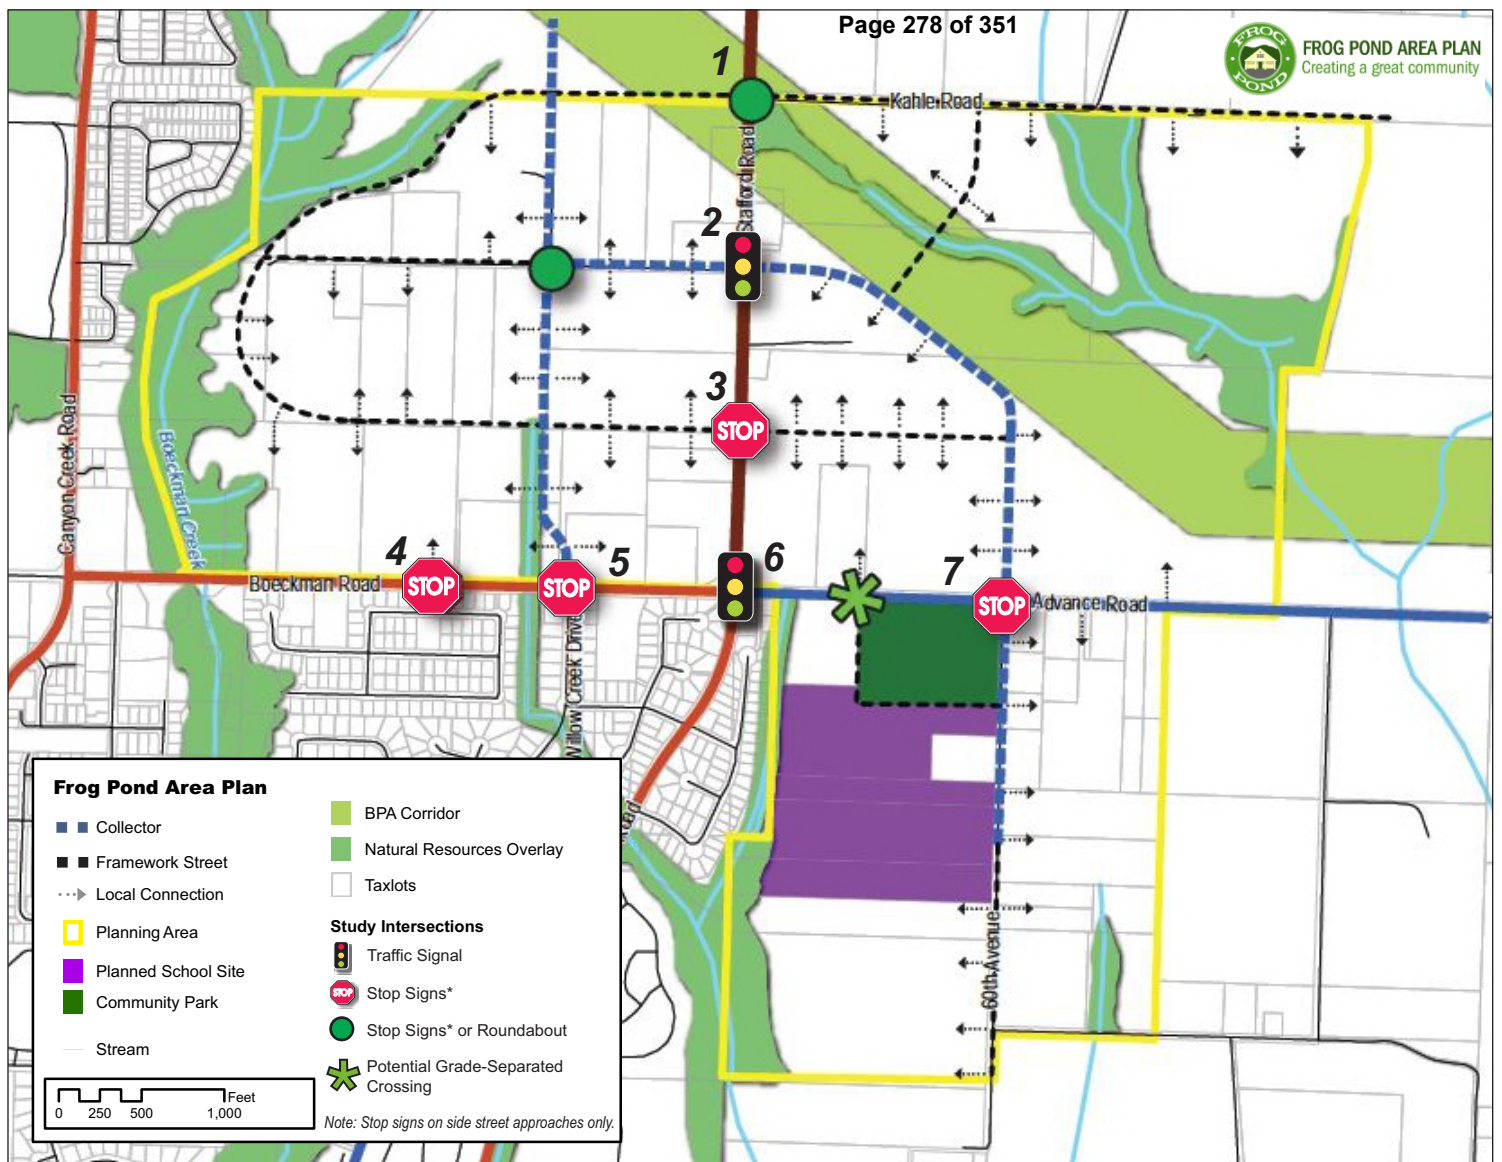 Page 278 of 351
FROG POND
FROG POND AREA PLAN
Creating a great community
1
Kahle Road
Stafford Road
2
3
STOP
Canyon Creek Road
Boeckman Creek
4
STOP
Boeckman Road
5
STOP
6
7
STOP
Advance Road
Willow Creek Drive
60th Avenue
Frog Pond Area Plan
Collector
Framework Street
Local Connection
Planning Area
Planned School Site
Community Park
Stream
BPA Corridor
Natural Resources Overlay
Taxlots
Study Intersections
Traffic Signal
STOP
Stop Signs*
Stop Signs* or Roundabout
Potential Grade-Separated
Crossing
Feet
0 250 500 1,000
Note: Stop signs on side street approaches only.